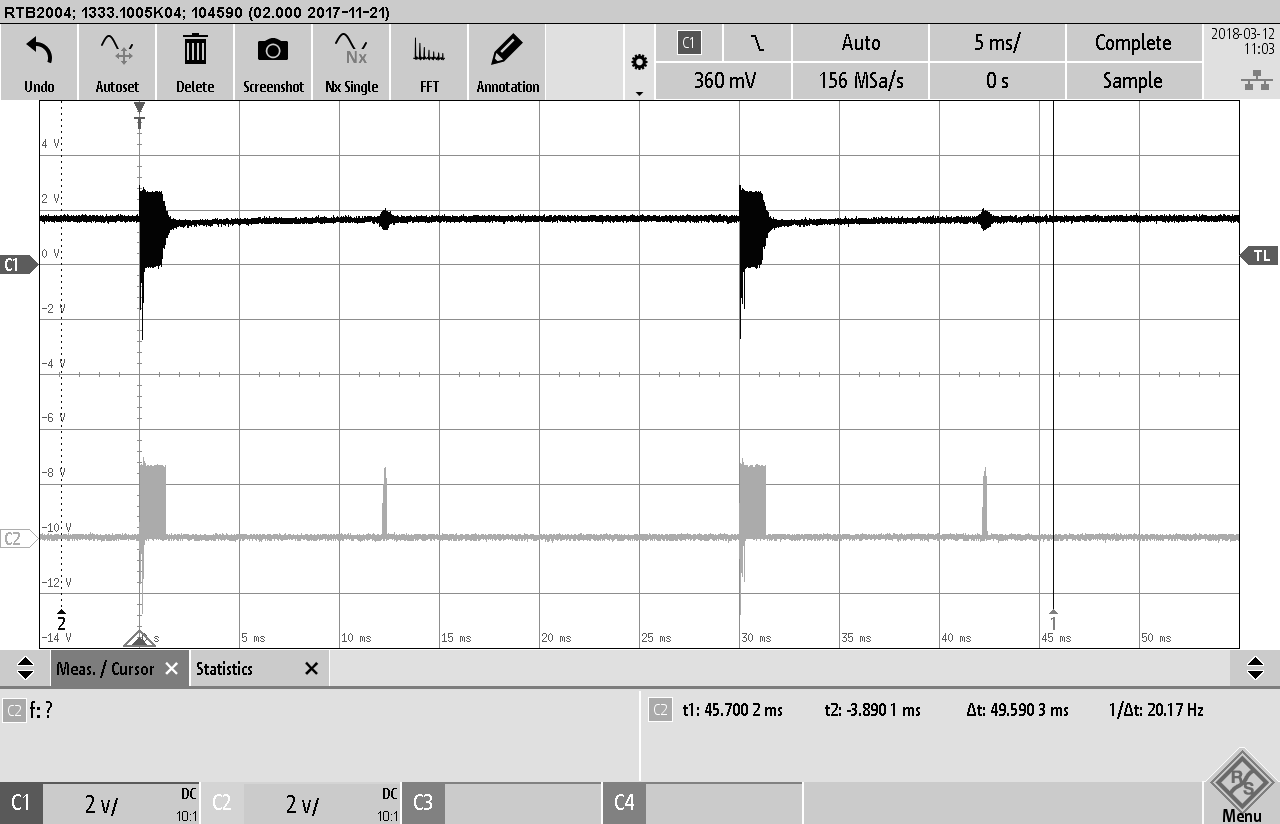 RTB2004; 1333.1005K04; 104590 (02.000 2017-11-21)
Undo
Autoset
Delete
Screenshot
Nx
Nx Single
FFT
Annotation
C1
Auto
5 ms/
Complete
2018-03-12
11:03
360 mV
156 MSa/s
0 s
Sample
T
4 V
2 V
C1
0 V
TL
-2 V
-4 V
-6 V
-8 V
-10 V
C2
-12 V
2
1
-14 V
s
5 ms
10 ms
15 ms
20 ms
25 ms
30 ms
35 ms
40 ms
45 ms
50 ms
Meas. / Cursor
Statistics
C2 f: ?
C2 t1: 45.700 2 ms t2: -3.890 1 ms Δt: 49.590 3 ms 1/Δt: 20.17 Hz
C1 2 V/ DC 10:1
C2 2 V/ DC 10:1
C3
C4
R S
Menu